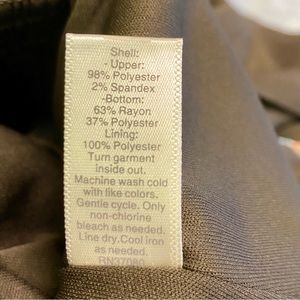 Shell:
- Upper:
98% Polyester
2% Spandex
-Bottom:
63% Rayon
37% Polyester
Lining:
100% Polyester
Turn garment
inside out.
Machine wash cold
with like colors.
Gentle cycle. Only
non-chlorine
bleach as needed.
Line dry.Cool iron
as needed.
RN37080